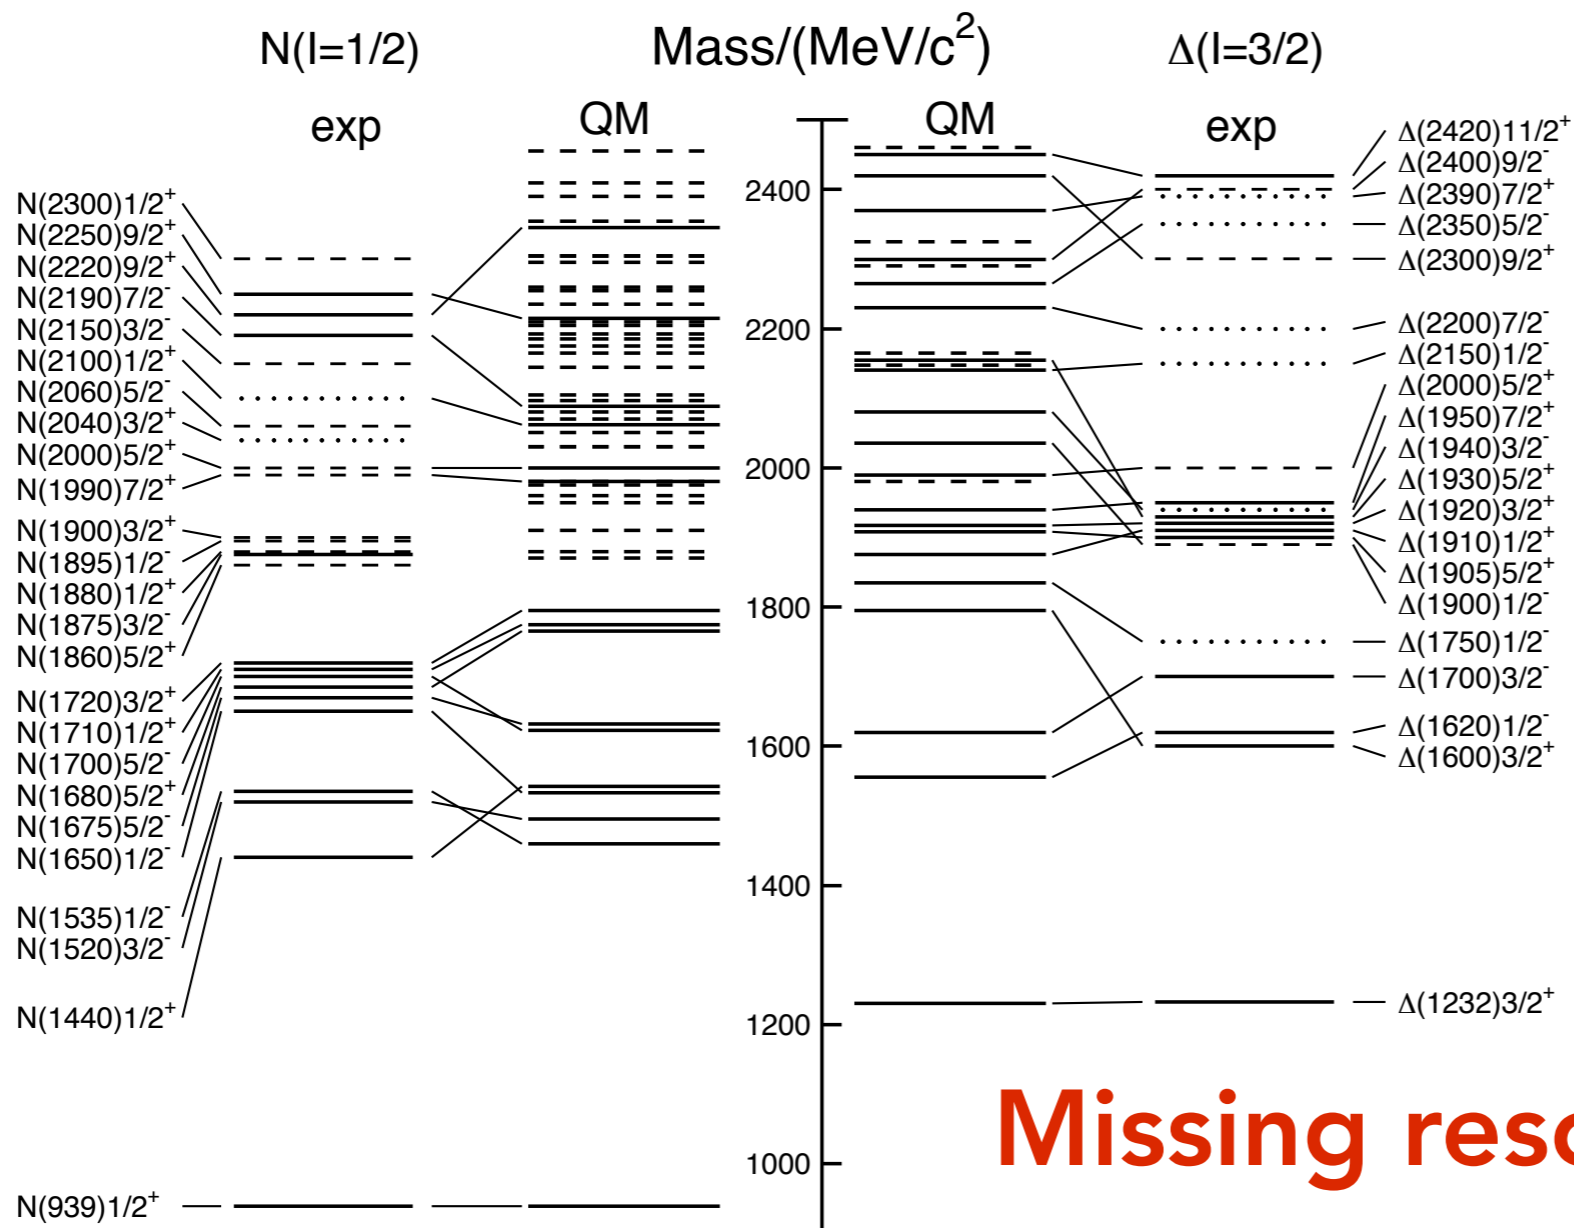 N(I=1/2) Mass/(MeV/c²) Δ(I=3/2)
exp QM QM exp
N(2300)1/2⁺
N(2250)9/2⁺
N(2220)9/2⁺
N(2190)7/2⁻
N(2150)3/2⁻
N(2100)1/2⁺
N(2060)5/2⁻
N(2040)3/2⁺
N(2000)5/2⁺
N(1990)7/2⁺
N(1900)3/2⁺
N(1895)1/2⁻
N(1880)1/2⁺
N(1875)3/2⁻
N(1860)5/2⁺
N(1720)3/2⁺
N(1710)1/2⁺
N(1700)5/2⁻
N(1680)5/2⁺
N(1675)5/2⁻
N(1650)1/2⁻
N(1535)1/2⁻
N(1520)3/2⁻
N(1440)1/2⁺
N(939)1/2⁺
2400
2200
2000
1800
1600
1400
1200
1000
Δ(2420)11/2⁺
Δ(2400)9/2⁻
Δ(2390)7/2⁺
Δ(2350)5/2⁻
Δ(2300)9/2⁺
Δ(2200)7/2⁻
Δ(2150)1/2⁻
Δ(2000)5/2⁺
Δ(1950)7/2⁺
Δ(1940)3/2⁻
Δ(1930)5/2⁺
Δ(1920)3/2⁺
Δ(1910)1/2⁺
Δ(1905)5/2⁺
Δ(1900)1/2⁻
Δ(1750)1/2⁻
Δ(1700)3/2⁻
Δ(1620)1/2⁻
Δ(1600)3/2⁺
Δ(1232)3/2⁺
Missing